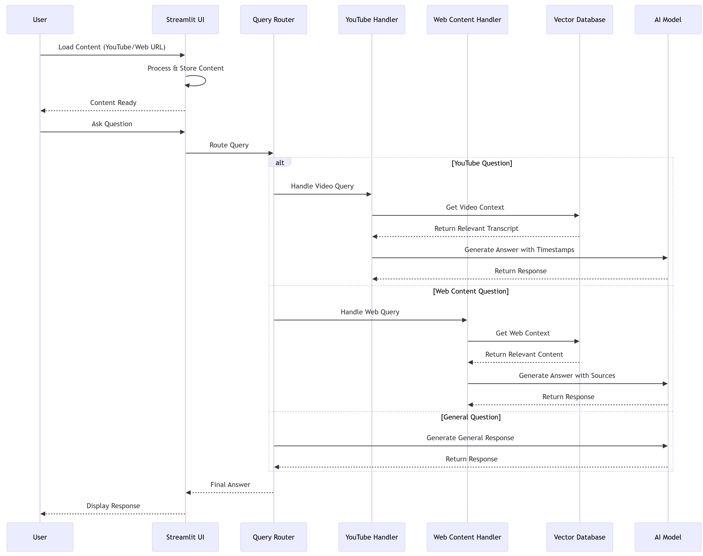 User
Streamlit UI
Query Router
YouTube Handler
Web Content Handler
Vector Database
AI Model
Load Content (YouTube/Web URL)
Process & Store Content
Content Ready
Ask Question
Route Query
alt
[YouTube Question]
Handle Video Query
Get Video Context
Return Relevant Transcript
Generate Answer with Timestamps
Return Response
[Web Content Question]
Handle Web Query
Get Web Context
Return Relevant Content
Generate Answer with Sources
Return Response
[General Question]
Generate General Response
Return Response
Final Answer
Display Response
User
Streamlit UI
Query Router
YouTube Handler
Web Content Handler
Vector Database
AI Model